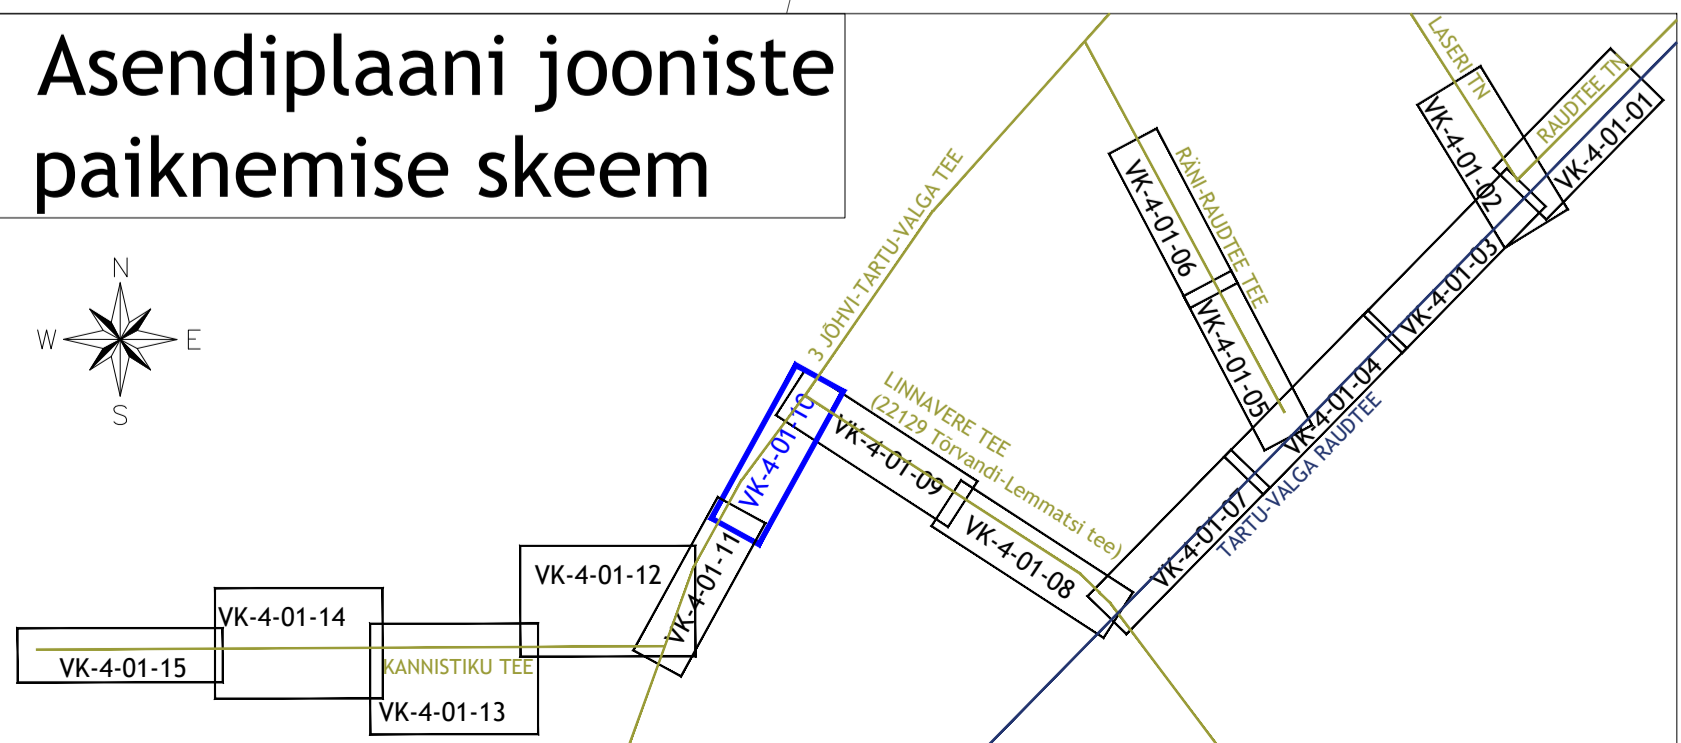 Asendiplaani jooniste
paiknemise skeem
N
W
E
S
LASERI TN
RAUDTEE TN
VK-4-01-01
VK-4-01-02
VK-4-01-03
VK-4-01-04
RÄNI-RAUDTEE TEE
VK-4-01-06
VK-4-01-05
3 JÕHVI-TARTU-VALGA TEE
LINNAVERE TEE
(22129 Tõrvandi-Lemmatsi tee)
TARTU-VALGA RAUDTEE
VK-4-01-07
VK-4-01-08
VK-4-01-09
VK-4-01-10
VK-4-01-11
VK-4-01-12
VK-4-01-14
VK-4-01-15
KANNISTIKU TEE
VK-4-01-13